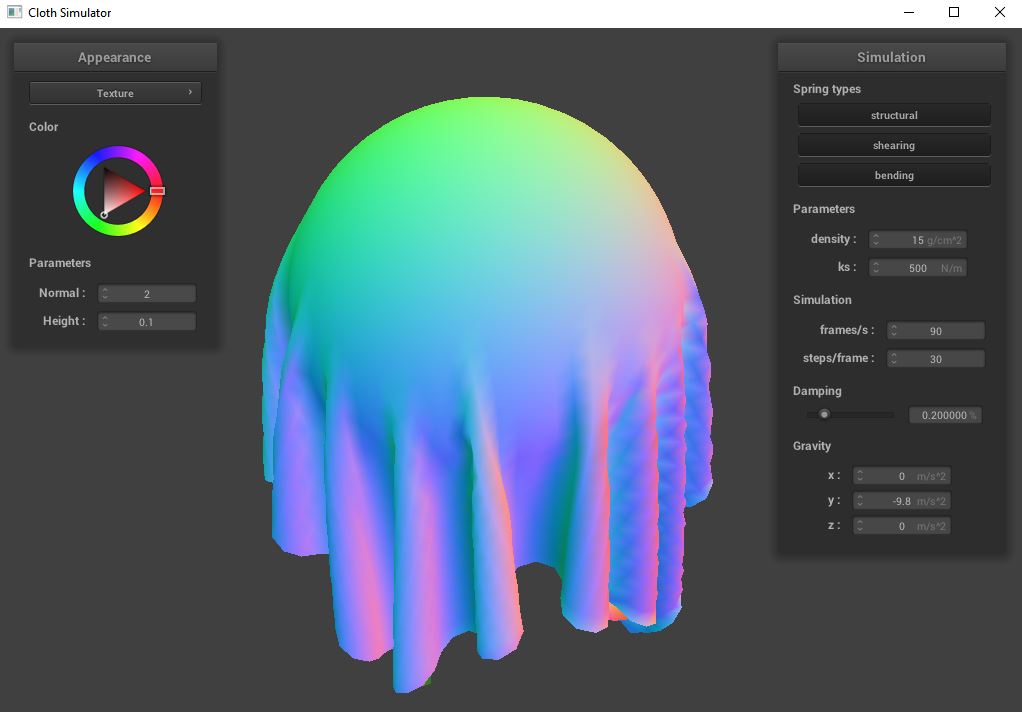 Cloth Simulator
Appearance
Texture
Color
Parameters
Normal : 2
Height : 0.1
Simulation
Spring types
structural
shearing
bending
Parameters
density : 15 g/cm^2
ks : 500 N/m
Simulation
frames/s : 90
steps/frame : 30
Damping
0.200000 %
Gravity
x : 0 m/s^2
y : -9.8 m/s^2
z : 0 m/s^2